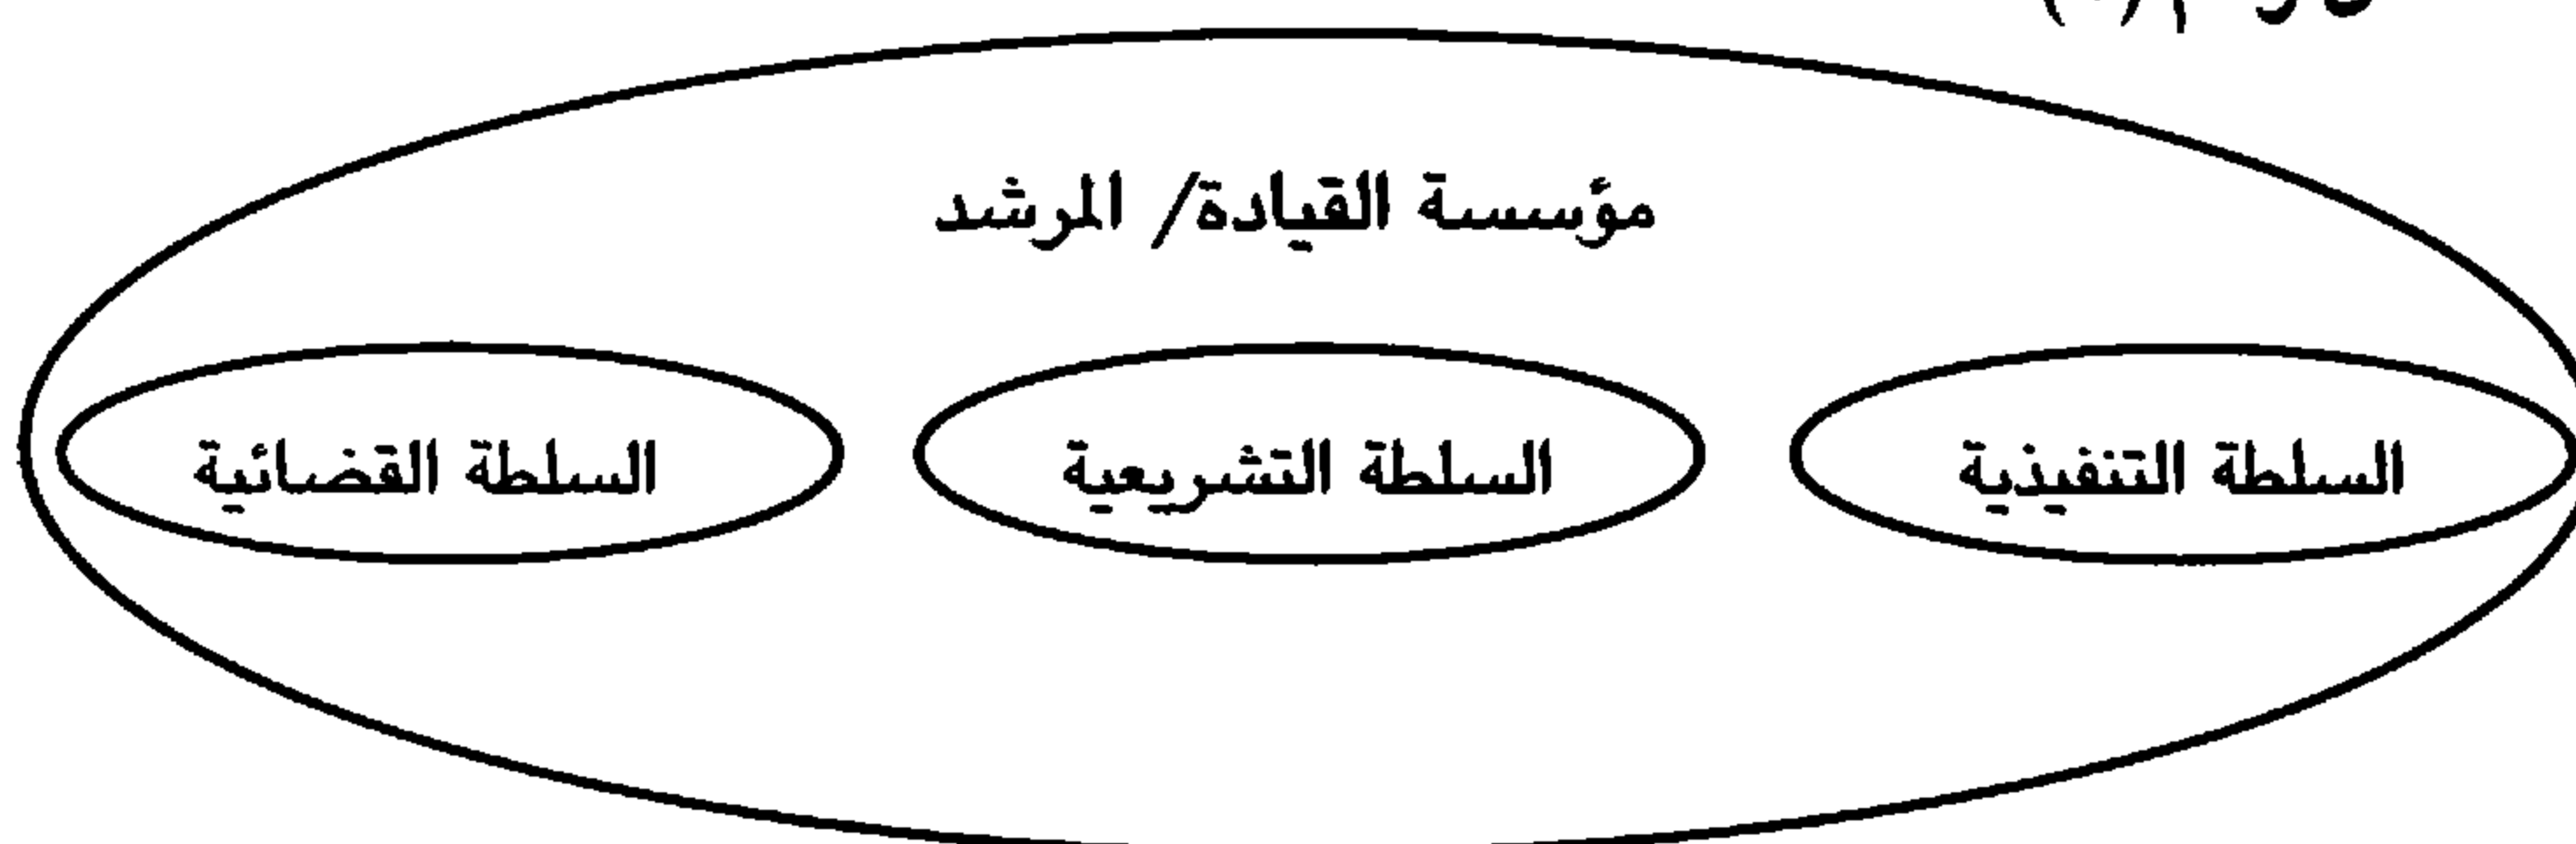 مؤسسة القيادة/ المرشد
السلطة التنفيذية
السلطة التشريعية
السلطة القضائية